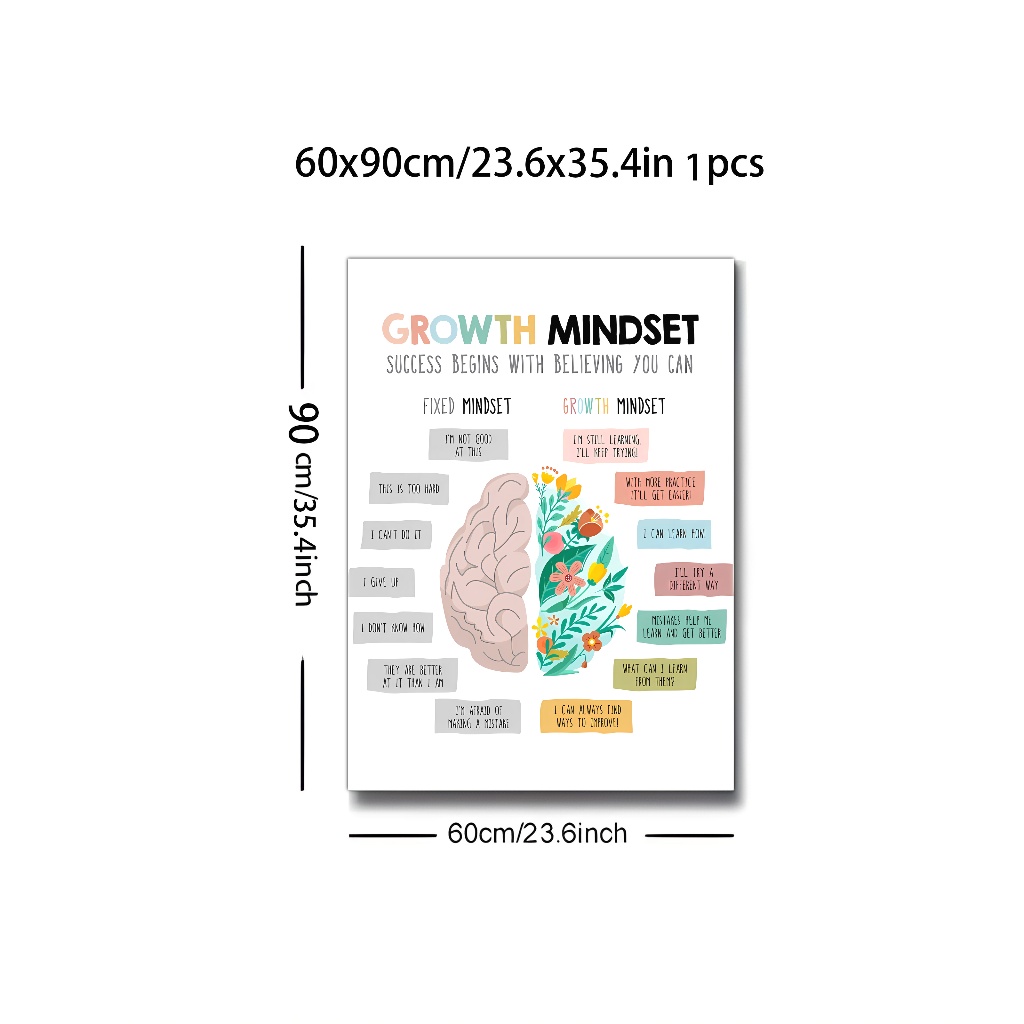 60x90cm/23.6x35.4in 1pcs
90 cm/35.4inch
GROWTH MINDSET
SUCCESS BEGINS WITH BELIEVING YOU CAN
FIXED MINDSET
GROWTH MINDSET
I'M NOT GOOD
AT THIS
I'M STILL LEARNING.
I'LL KEEP TRYING!
THIS IS TOO HARD
WITH MORE PRACTICE
IT'LL GET EASIER!
I CAN'T DO IT
I CAN LEARN HOW
I GIVE UP
I'LL TRY A
DIFFERENT WAY
I DON'T KNOW HOW
MISTAKES HELP ME
LEARN AND GET BETTER
THEY ARE BETTER
AT IT THAN I AM
WHAT CAN I LEARN
FROM THEM?
I'M AFRAID OF
MAKING A MISTAKE
I CAN ALWAYS FIND
WAYS TO IMPROVE!
60cm/23.6inch